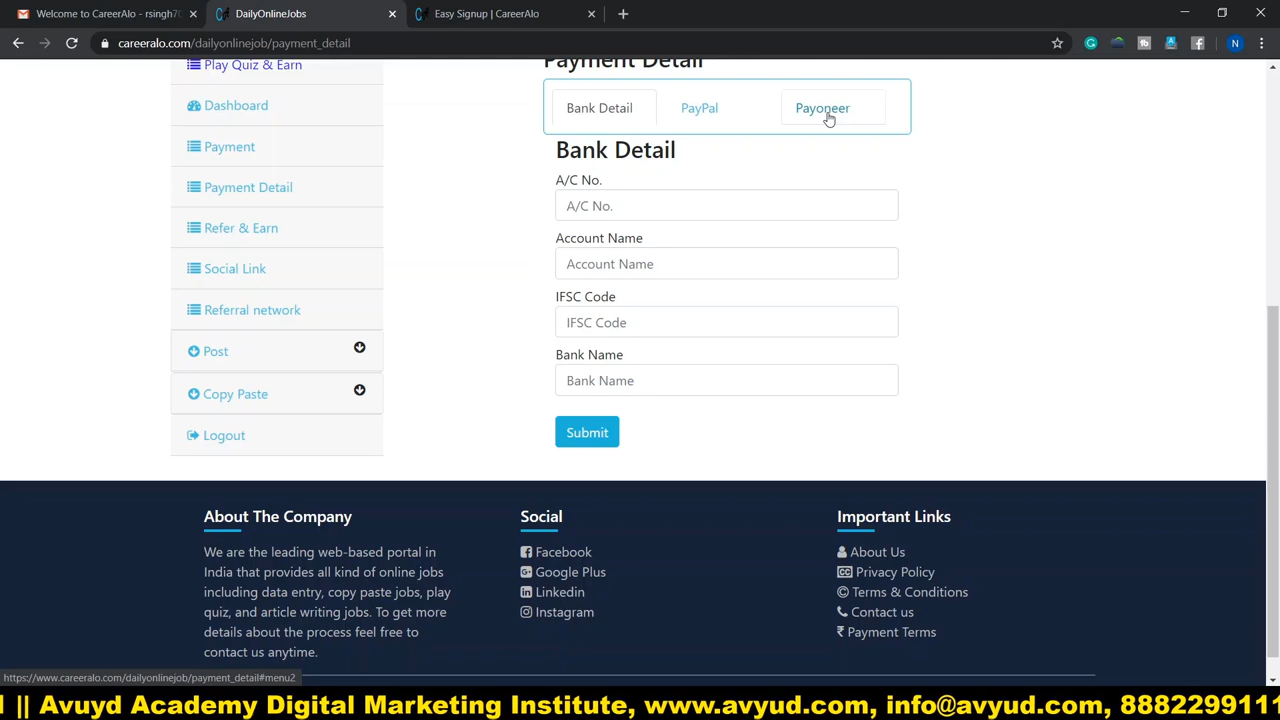 Welcome to CareerAlo - rsingh7
DailyOnlineJobs
Easy Signup | CareerAlo
careeralo.com/dailyonlinejob/payment_detail
N
Play Quiz & Earn
Dashboard
Payment
Payment Detail
Refer & Earn
Social Link
Referral network
Post
Copy Paste
Logout
Payment Detail
Bank Detail
PayPal
Payoneer
Bank Detail
A/C No.
A/C No.
Account Name
Account Name
IFSC Code
IFSC Code
Bank Name
Bank Name
Submit
About The Company
We are the leading web-based portal in
India that provides all kind of online jobs
including data entry, copy paste jobs, play
quiz, and article writing jobs. To get more
details about the process feel free to
contact us anytime.
Social
Facebook
Google Plus
Linkedin
Instagram
Important Links
About Us
Privacy Policy
Terms & Conditions
Contact us
₹ Payment Terms
https://www.careeralo.com/dailyonlinejob/payment_detail#menu2
|| Avuyd Academy Digital Marketing Institute, www.avyud.com, info@avyud.com, 888229911